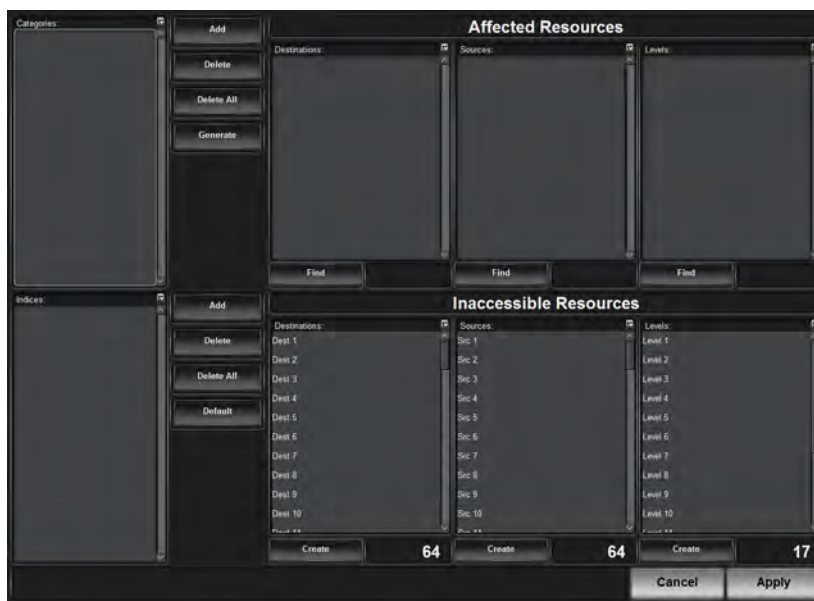 Categories:
Add
Delete
Delete All
Generate
Affected Resources
Destinations:
Sources:
Levels:
Find
Find
Find
Indices:
Add
Delete
Delete All
Default
Inaccessible Resources
Destinations:
Dest 1
Dest 2
Dest 3
Dest 4
Dest 5
Dest 6
Dest 7
Dest 8
Dest 9
Dest 10
Sources:
Src 1
Src 2
Src 3
Src 4
Src 5
Src 6
Src 7
Src 8
Src 9
Src 10
Levels:
Level 1
Level 2
Level 3
Level 4
Level 5
Level 6
Level 7
Level 8
Level 9
Level 10
Create
64
Create
64
Create
17
Cancel
Apply